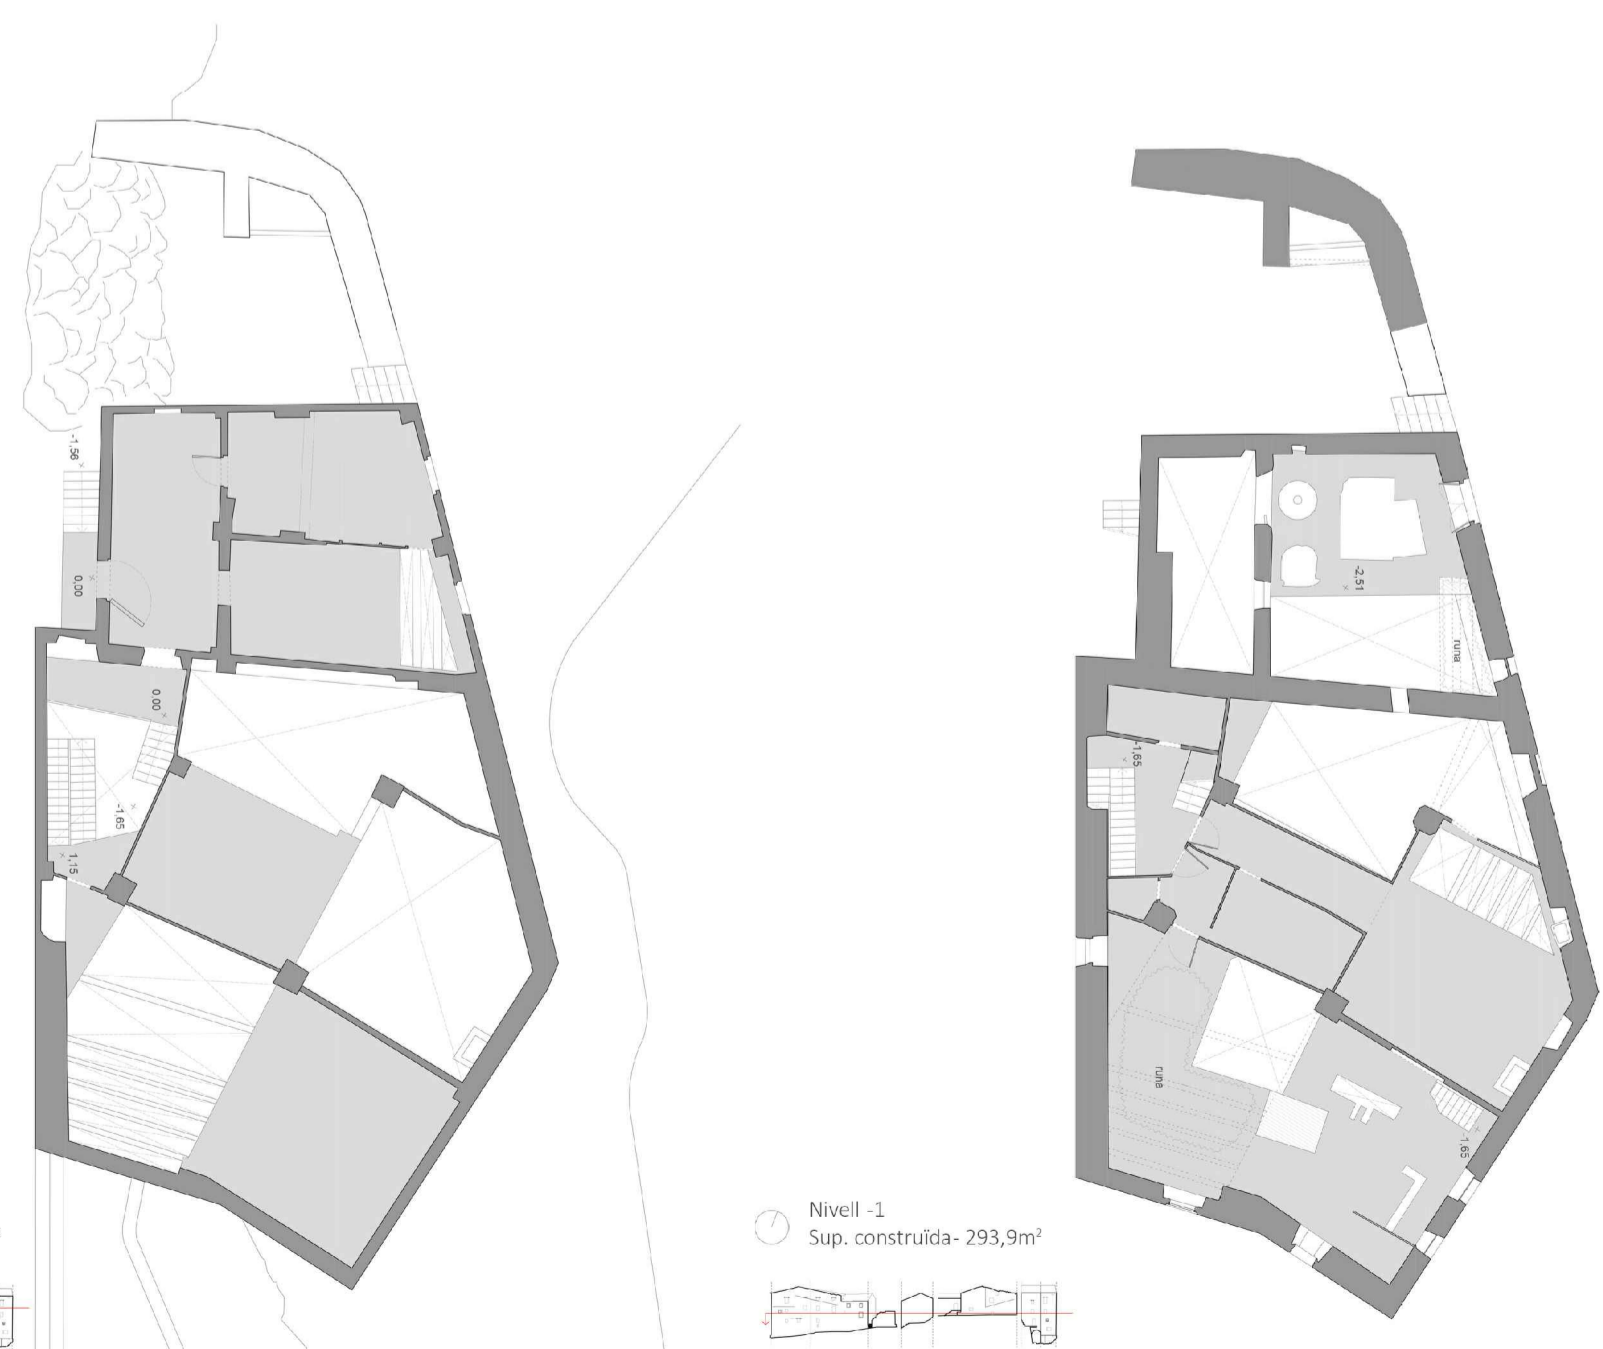 -1,56
0,00
0,00
-1,65
1,15
Nivell -1
Sup. construïda- 293,9m²
-2,51
runa
-1,65
runa
-1,65